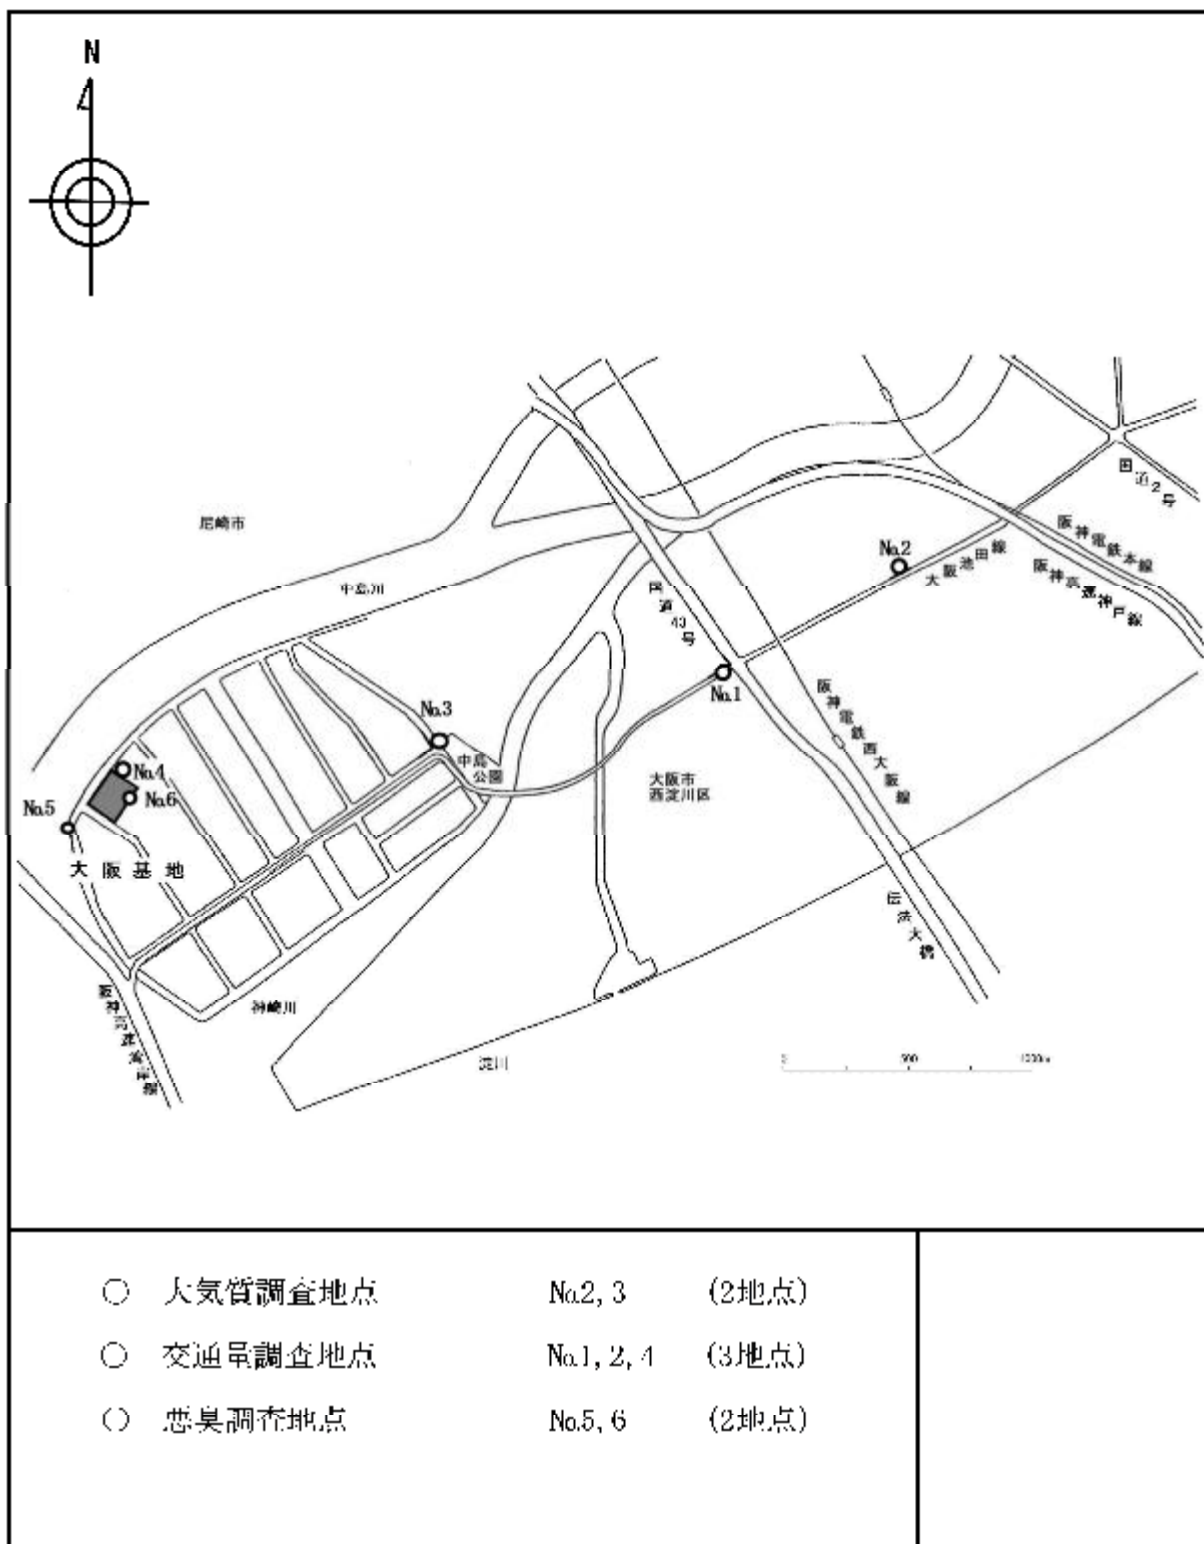 N
国道2号
尼崎市
阪神電鉄本線
No.2
大阪池田線
阪神高速神戸線
中島川
国道43号
No.1
阪神電鉄西大阪線
No.3
中島
公園
大阪市
西淀川区
No.4
No.6
No.5
大阪基地
伝法大橋
阪神高速湾岸線
神崎川
淀川
0 500 1000m
○ 大気質調査地点 No.2, 3 (2地点)
○ 交通量調査地点 No.1, 2, 4 (3地点)
○ 悪臭調査地点 No.5, 6 (2地点)